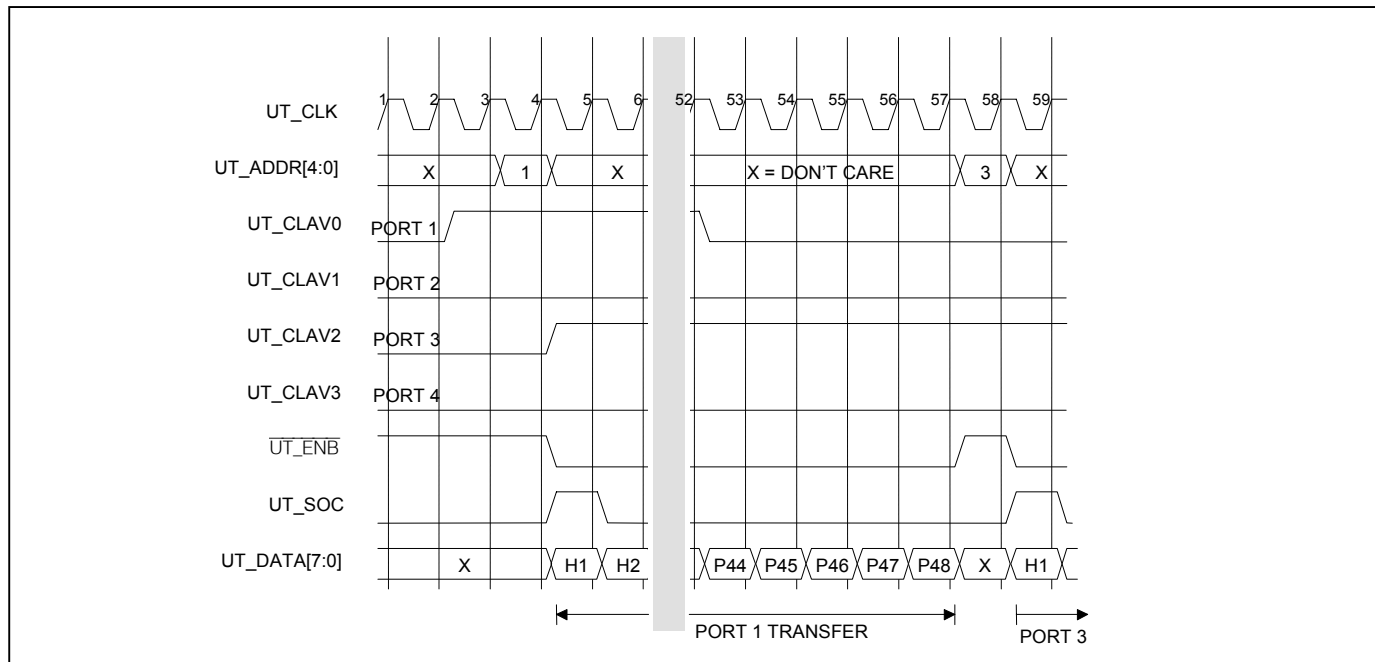 UT_CLK 1 2 3 4 5 6 52 53 54 55 56 57 58 59
UT_ADDR[4:0] X 1 X X = DON'T CARE 3 X
UT_CLAV0 PORT 1
UT_CLAV1 PORT 2
UT_CLAV2 PORT 3
UT_CLAV3 PORT 4
UT_ENB
UT_SOC
UT_DATA[7:0] X H1 H2 P44 P45 P46 P47 P48 X H1
PORT 1 TRANSFER PORT 3